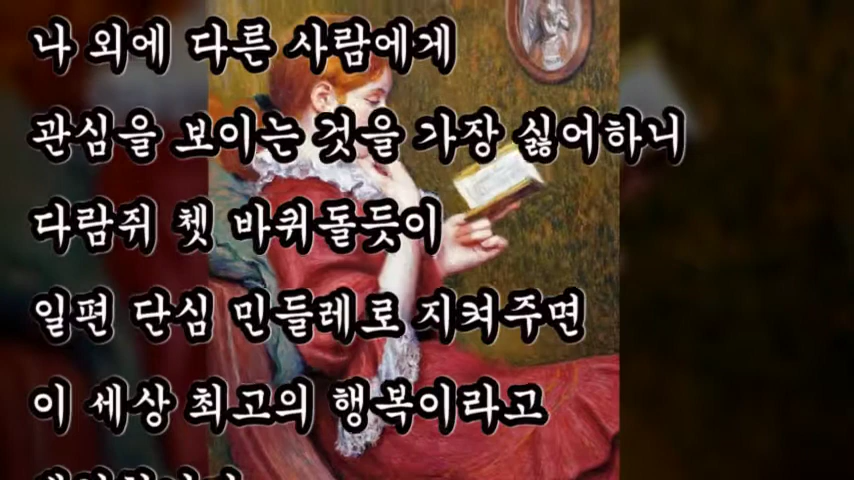 나 외에 다른 사람에게
관심을 보이는 것을 가장 싫어하니
다람쥐 쳇 바퀴돌듯이
일편 단심 민들레로 지켜주면
이 세상 최고의 행복이라고